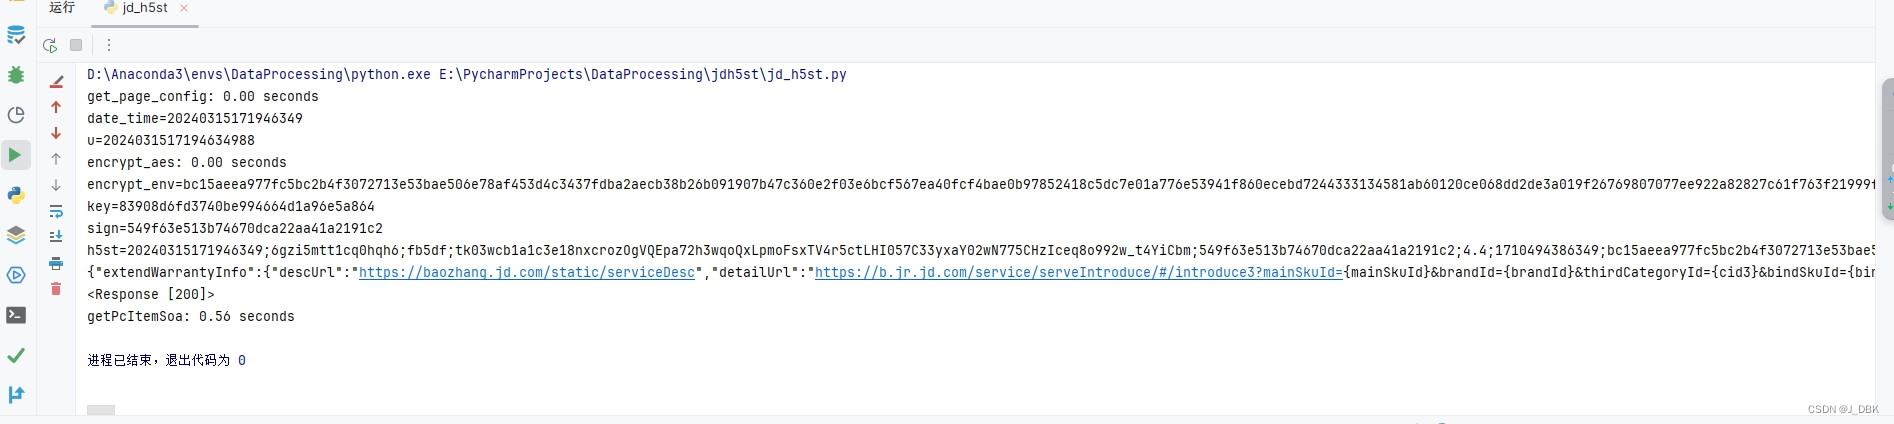 运行 jd_h5st
D:\Anaconda3\envs\DataProcessing\python.exe E:\PycharmProjects\DataProcessing\jdh5st\jd_h5st.py
get_page_config: 0.00 seconds
date_time=20240315171946349
u=2024031517194634988
encrypt_aes: 0.00 seconds
encrypt_env=bc15aeea977fc5bc2b4f3072713e53bae506e78af453d4c3437fdba2aecb38b26b091907b47c360e2f03e6bcf567ea40fcf4bae0b97852418c5dc7e01a776e53941f860ecebd7244333134581ab60120ce068dd2de3a019f26769807077ee922a82827c61f763f21999f
key=83908d6fd3740be994664d1a96e5a864
sign=549f63e513b74670dca22aa41a2191c2
h5st=20240315171946349;6gzi5mtt1cq0hqh6;fb5df;tk03wcb1a1c3e18nxcrozOgVQEpa72h3wqoQxLpmoFsxTV4r5ctLHI057C33yxaY02wN775CHzIceq8o992w_t4YiCbm;549f63e513b74670dca22aa41a2191c2;4.4;1710494386349;bc15aeea977fc5bc2b4f3072713e53bae5
{"extendWarrantyInfo":{"descUrl":"https://baozhang.jd.com/static/serviceDesc","detailUrl":"https://b.jr.jd.com/service/serveIntroduce/#/introduce3?mainSkuId={mainSkuId}&brandId={brandId}&thirdCategoryId={cid3}&bindSkuId={bin
<Response [200]>
getPcItemSoa: 0.56 seconds
进程已结束，退出代码为 0
CSDN @J_DBK